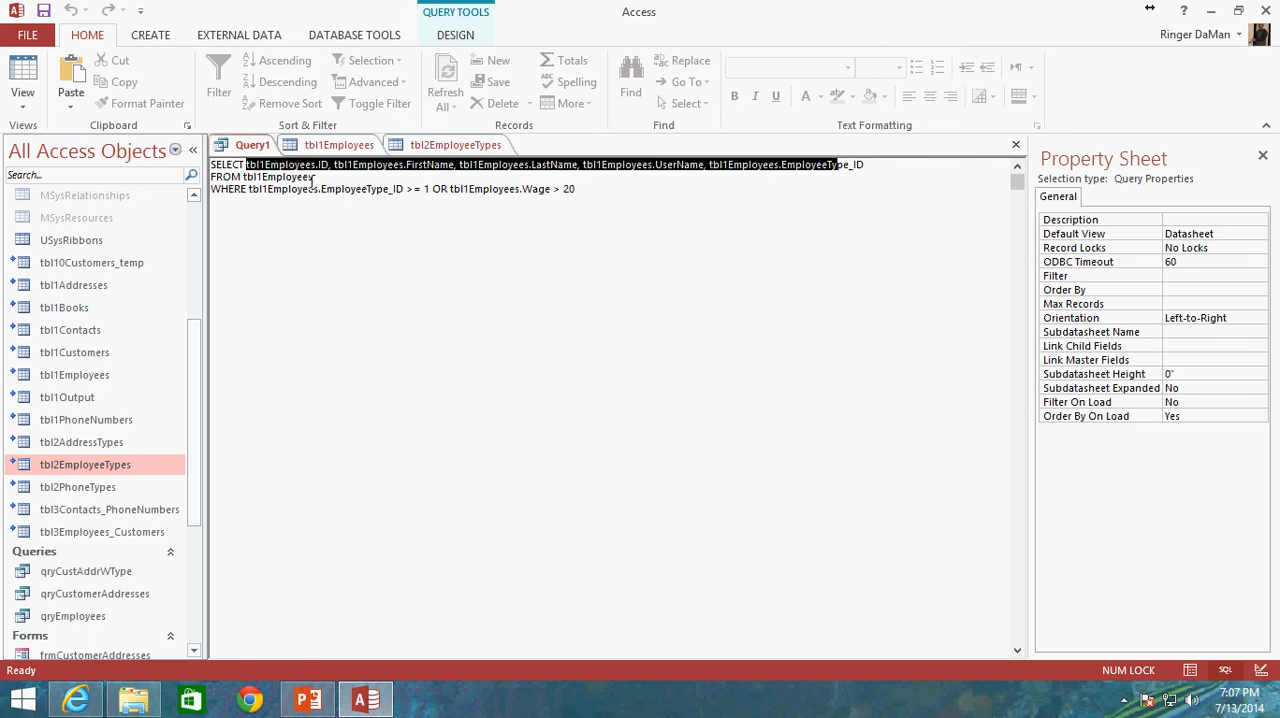 QUERY TOOLS
Access
?
FILE
HOME
CREATE
EXTERNAL DATA
DATABASE TOOLS
DESIGN
Ringer DaMan
View
Views
Paste
Cut
Copy
Format Painter
Clipboard
Filter
Ascending
Descending
Remove Sort
Selection
Advanced
Toggle Filter
Sort & Filter
Refresh
All
New
Save
Delete
Totals
Spelling
More
Records
Find
Replace
Go To
Select
Find
B I U A
Text Formatting
All Access Objects
Search...
MSysRelationships
MSysResources
USysRibbons
tbl10Customers_temp
tbl1Addresses
tbl1Books
tbl1Contacts
tbl1Customers
tbl1Employees
tbl1Output
tbl1PhoneNumbers
tbl2AddressTypes
tbl2EmployeeTypes
tbl2PhoneTypes
tbl3Contacts_PhoneNumbers
tbl3Employees_Customers
Queries
qryCustAddrWType
qryCustomerAddresses
qryEmployees
Forms
frmCustomerAddresses
Query1
tbl1Employees
tbl2EmployeeTypes
SELECT tbl1Employees.ID, tbl1Employees.FirstName, tbl1Employees.LastName, tbl1Employees.UserName, tbl1Employees.EmployeeType_ID
FROM tbl1Employees
WHERE tbl1Employees.EmployeeType_ID >= 1 OR tbl1Employees.Wage > 20
Property Sheet
Selection type: Query Properties
General
Description
Default View Datasheet
Record Locks No Locks
ODBC Timeout 60
Filter
Order By
Max Records
Orientation Left-to-Right
Subdatasheet Name
Link Child Fields
Link Master Fields
Subdatasheet Height 0"
Subdatasheet Expanded No
Filter On Load No
Order By On Load Yes
Ready
NUM LOCK
SQL
7:07 PM
7/13/2014